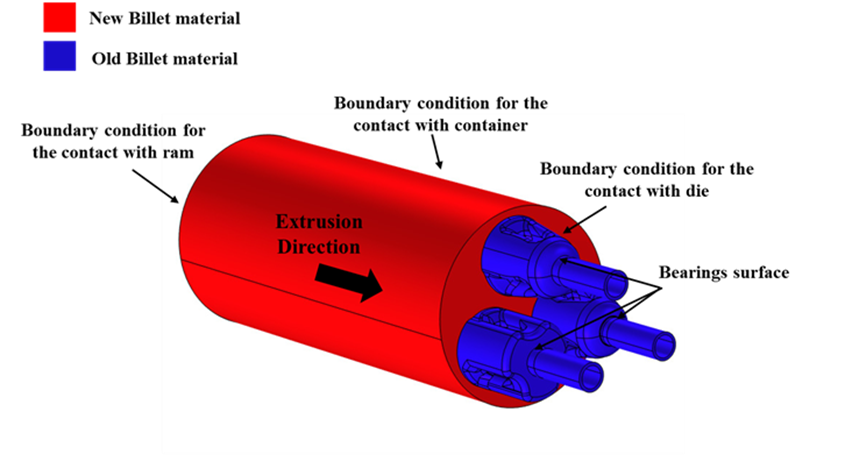 New Billet material
Old Billet material
Boundary condition for the
contact with container
Boundary condition for
the contact with ram
Boundary condition for the
contact with die
Extrusion
Direction
Bearings surface